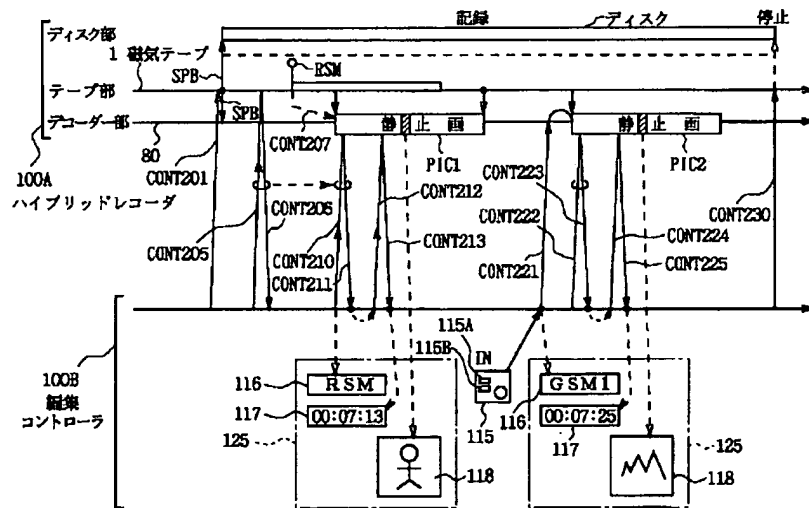 記録
ディスク
停止
ディスク部
1 磁気テープ
SPB
RSM
テープ部
SPB
デコーダー部
80
静止画
静止画
CONT207
PIC1
PIC2
100A
ハイブリッドレコーダ
CONT201
CONT206
CONT212
CONT223
CONT230
CONT205
CONT210
CONT211
CONT213
CONT222
CONT221
CONT224
CONT225
115A
115B
IN
115
100B
編集
コントローラ
116
RSM
117
00:07:13
125
118
116
GSM1
00:07:25
117
125
118